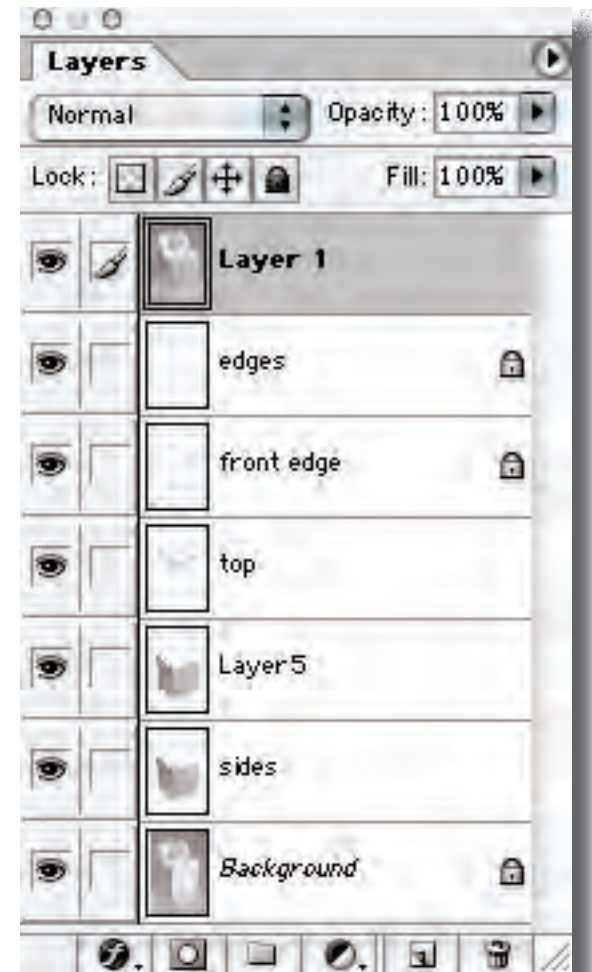 Layers
Normal Opacity: 100%
Lock: Fill: 100%
Layer 1
edges
front edge
top
Layer 5
sides
Background